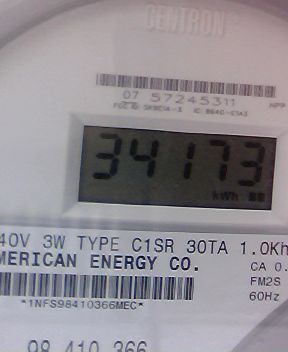 CENTRON®
07 57245311
34173
kWh
40V 3W TYPE C1SR 30TA 1.0Kh
MERICAN ENERGY CO.
CA 0.
FM2S
*1NFS98410366MEC*
60Hz
98 410 366